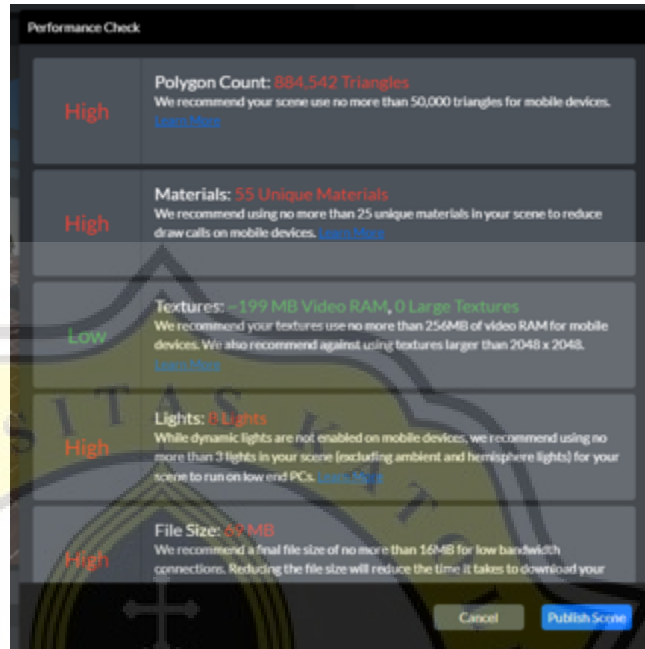 Performance Check
High
Polygon Count: 884,542 Triangles
We recommend your scene use no more than 50,000 triangles for mobile devices.
Learn More
High
Materials: 55 Unique Materials
We recommend using no more than 25 unique materials in your scene to reduce
draw calls on mobile devices. Learn More
Low
Textures: ~199 MB Video RAM, 0 Large Textures
We recommend your textures use no more than 256MB of video RAM for mobile
devices. We also recommend against using textures larger than 2048 x 2048.
Learn More
High
Lights: 8 Lights
While dynamic lights are not enabled on mobile devices, we recommend using no
more than 3 lights in your scene (excluding ambient and hemisphere lights) for your
scene to run on low end PCs. Learn More
High
File Size: 69 MB
We recommend a final file size of no more than 16MB for low bandwidth
connections. Reducing the file size will reduce the time it takes to download your
Cancel
Publish Scene
SITAS KATO